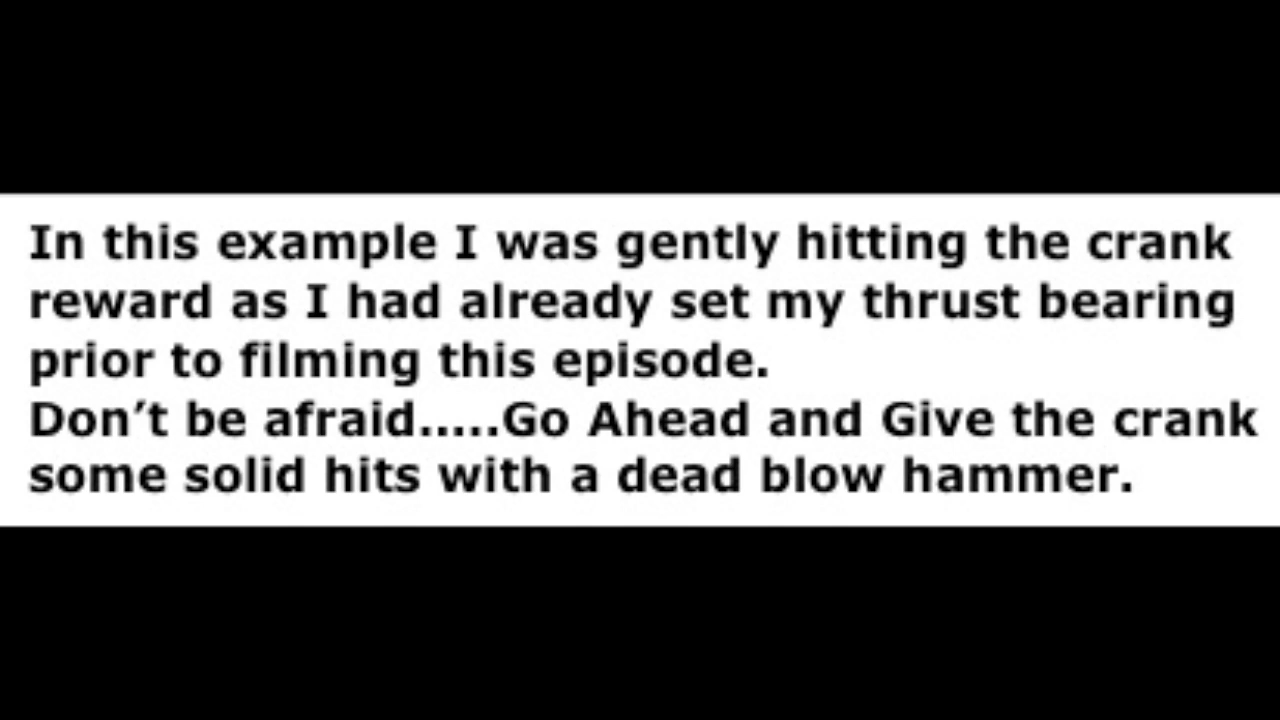 In this example I was gently hitting the crank
reward as I had already set my thrust bearing
prior to filming this episode.
Don’t be afraid.....Go Ahead and Give the crank
some solid hits with a dead blow hammer.